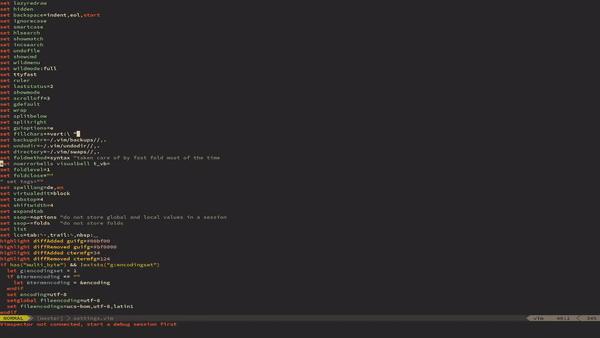 set lazyredraw
set hidden
set backspace=indent,eol,start
set ignorecase
set smartcase
set hlsearch
set showmatch
set incsearch
set undofile
set showcmd
set wildmenu
set wildmode:full
set ttyfast
set ruler
set laststatus=2
set showmode
set scrolloff=3
set gdefault
set wrap
set splitbelow
set splitright
set guioptions=e
set fillchars+=vert:\ "
set backupdir=~/.vim/backups//,.
set undodir=~/.vim/undodir//,.
set directory=~/.vim/swaps//,.
set foldmethod=syntax "taken care of by fast fold most of the time
set noerrorbells visualbell t_vb=
set foldlevel=1
set foldclose=""
" set tags=""
set spelllang=de,en
set virtualedit=block
set tabstop=4
set shiftwidth=4
set expandtab
set ssop-=options "do not store global and local values in a session
set ssop-=folds "do not store folds
set list
set lcs=tab:␣,trail:·,nbsp:_
highlight diffAdded guifg=#00bf00
highlight diffRemoved guifg=#bf0000
highlight diffAdded ctermfg=34
highlight diffRemoved ctermfg=124
if has("multi_byte") && !exists("g:encodingset")
let g:encodingset = 1
if &termencoding == ""
let &termencoding = &encoding
endif
set encoding=utf-8
setglobal fileencoding=utf-8
set fileencodings=ucs-bom,utf-8,latin1
endif
NORMAL [master] > settings.vim vim
Vimspector not connected, start a debug session first